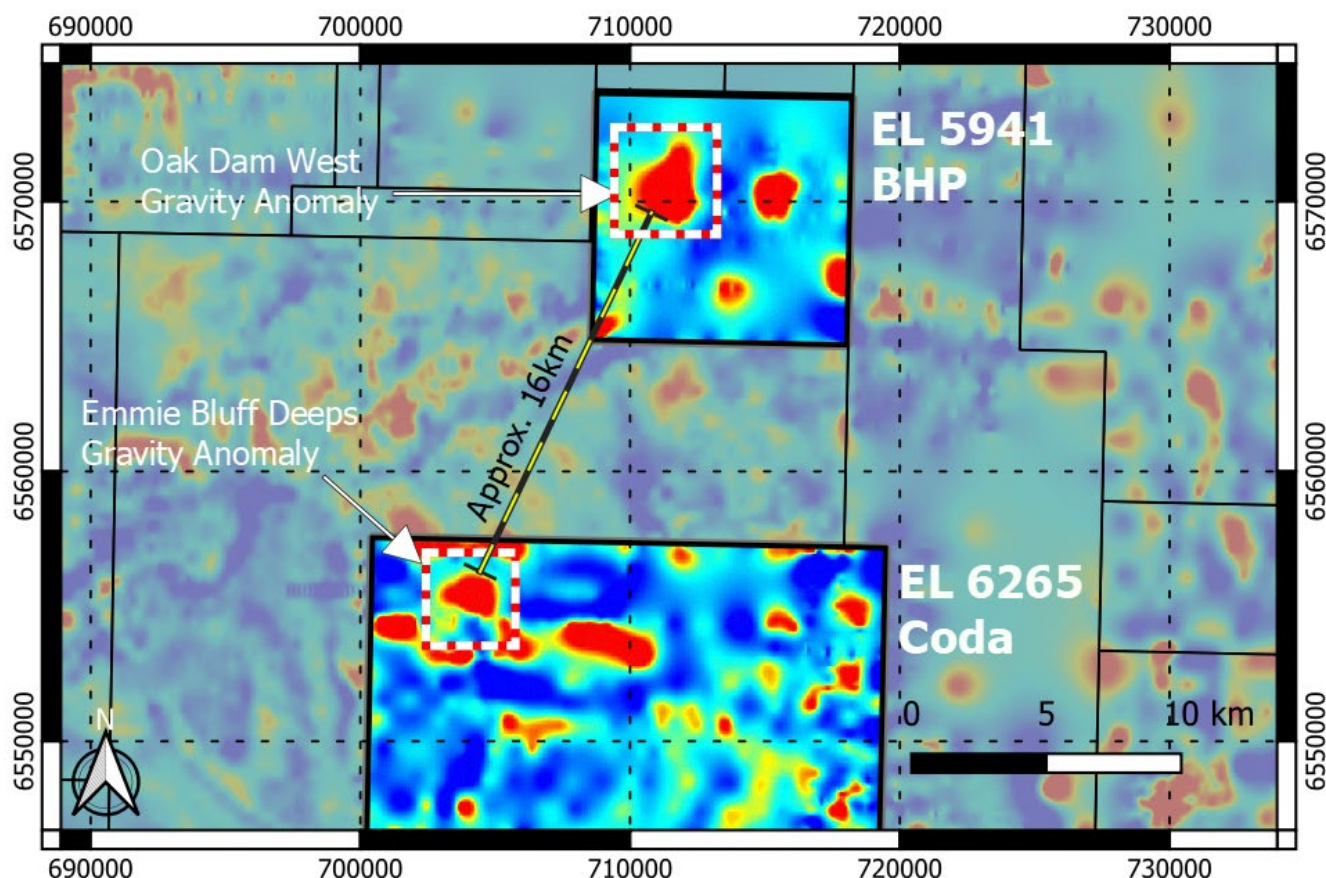 690000
700000
710000
720000
730000
EL 5941
BHP
Oak Dam West
Gravity Anomaly
6570000
6570000
Approx. 16km
Emmie Bluff Deeps
Gravity Anomaly
6560000
6560000
EL 6265
Coda
0
5
10 km
N
6550000
6550000
690000
700000
710000
720000
730000